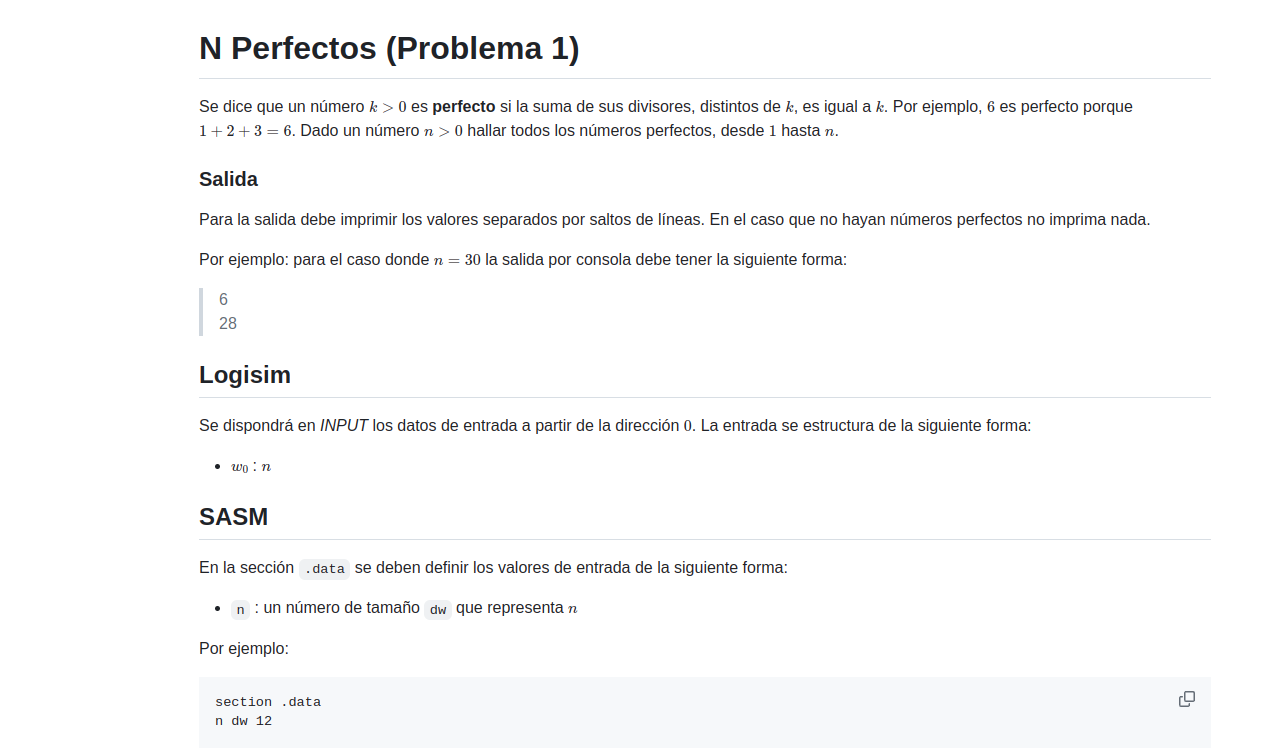 N Perfectos (Problema 1)
Se dice que un número k > 0 es perfecto si la suma de sus divisores, distintos de k, es igual a k. Por ejemplo, 6 es perfecto porque
1 + 2 + 3 = 6. Dado un número n > 0 hallar todos los números perfectos, desde 1 hasta n.
Salida
Para la salida debe imprimir los valores separados por saltos de líneas. En el caso que no hayan números perfectos no imprima nada.
Por ejemplo: para el caso donde n = 30 la salida por consola debe tener la siguiente forma:
6
28
Logisim
Se dispondrá en INPUT los datos de entrada a partir de la dirección 0. La entrada se estructura de la siguiente forma:
• w₀ : n
SASM
En la sección .data se deben definir los valores de entrada de la siguiente forma:
• n : un número de tamaño dw que representa n
Por ejemplo:
section .data
n dw 12